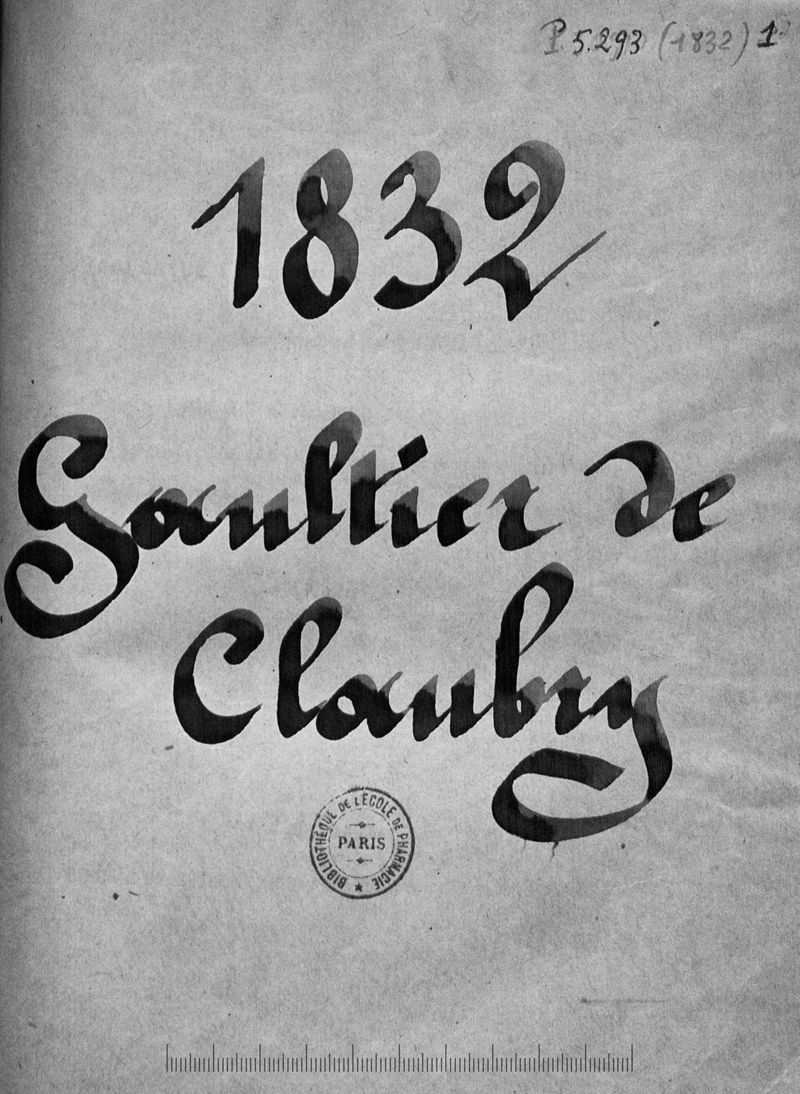 P. 5.293 (1832) 1
1832
Gaultier de
Claubry
BIBLIOTHÈQUE DE L'ÉCOLE DE PHARMACIE
PARIS